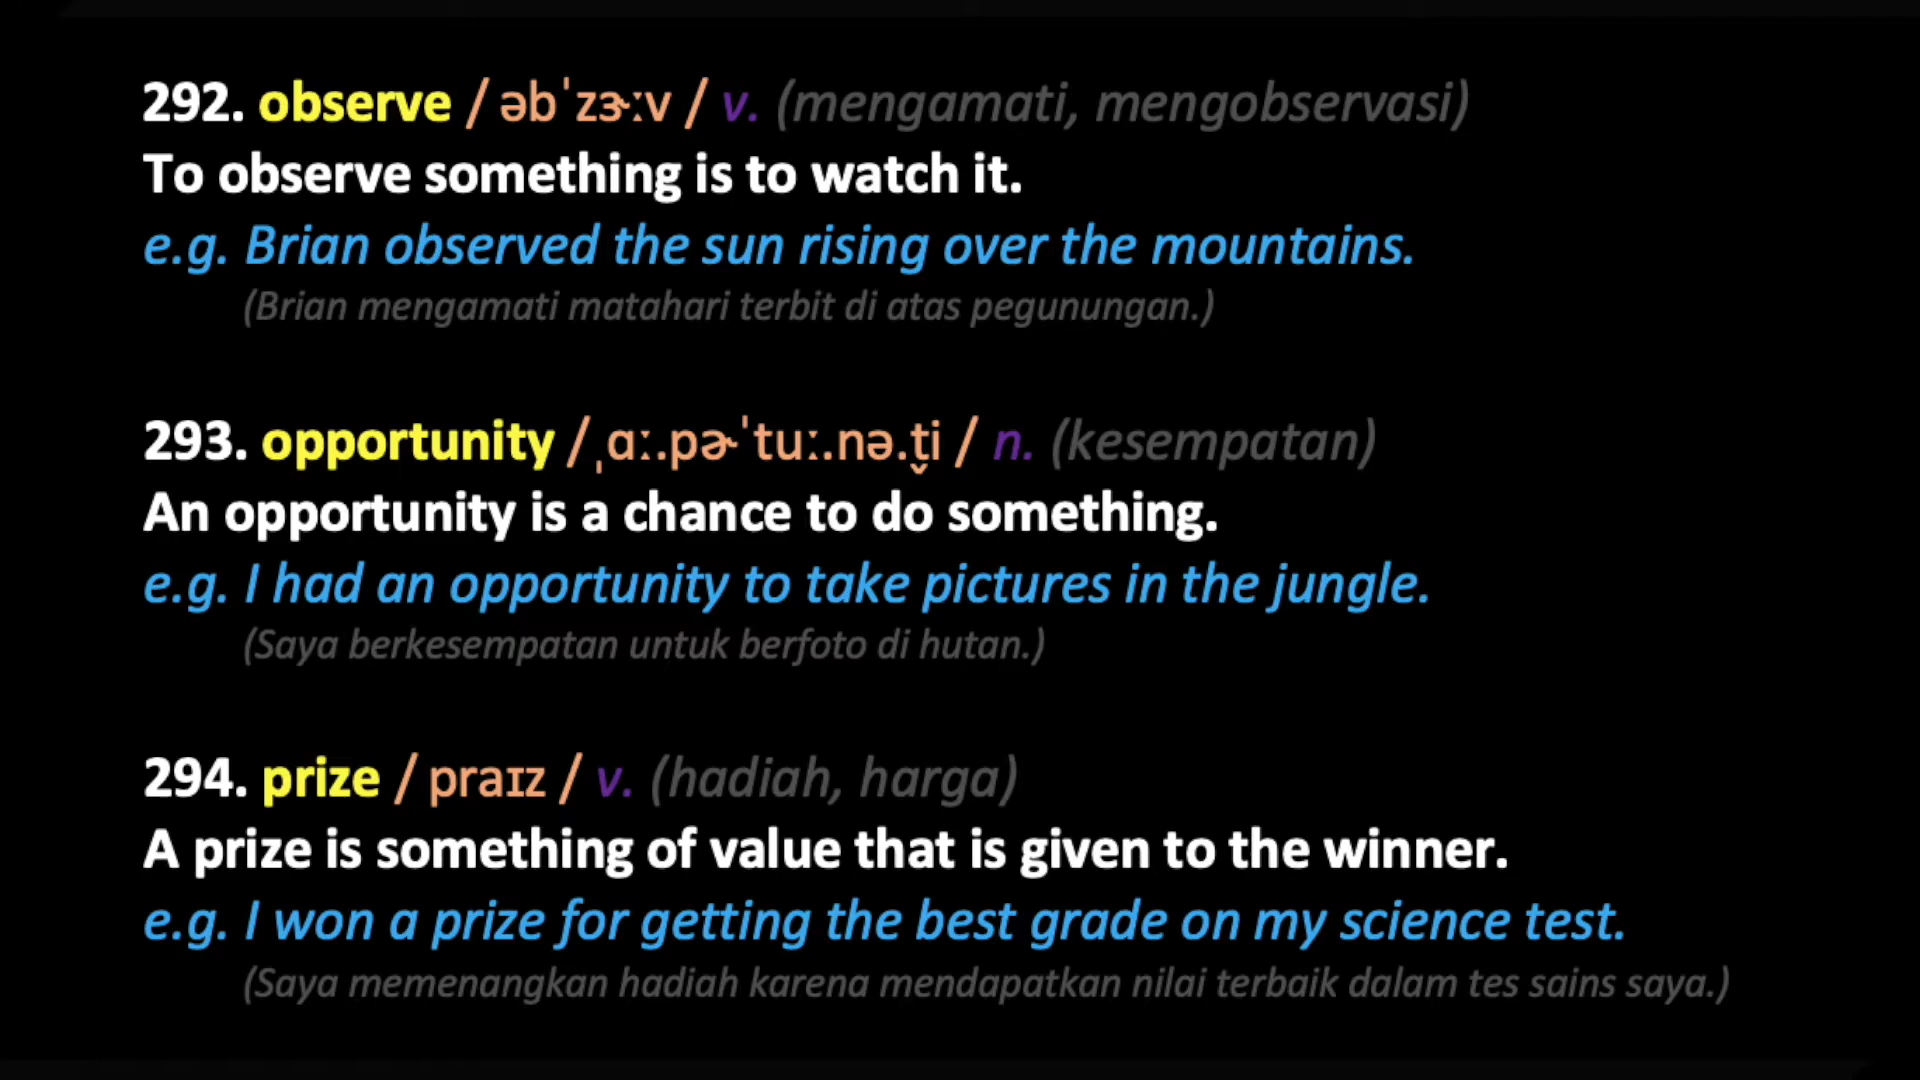 292. observe / əbˈzɝːv / v. (mengamati, mengobservasi)
To observe something is to watch it.
e.g. Brian observed the sun rising over the mountains.
(Brian mengamati matahari terbit di atas pegunungan.)
293. opportunity / ˌɑː.pɚˈtuː.nə.t̬i / n. (kesempatan)
An opportunity is a chance to do something.
e.g. I had an opportunity to take pictures in the jungle.
(Saya berkesempatan untuk berfoto di hutan.)
294. prize / praɪz / v. (hadiah, harga)
A prize is something of value that is given to the winner.
e.g. I won a prize for getting the best grade on my science test.
(Saya memenangkan hadiah karena mendapatkan nilai terbaik dalam tes sains saya.)